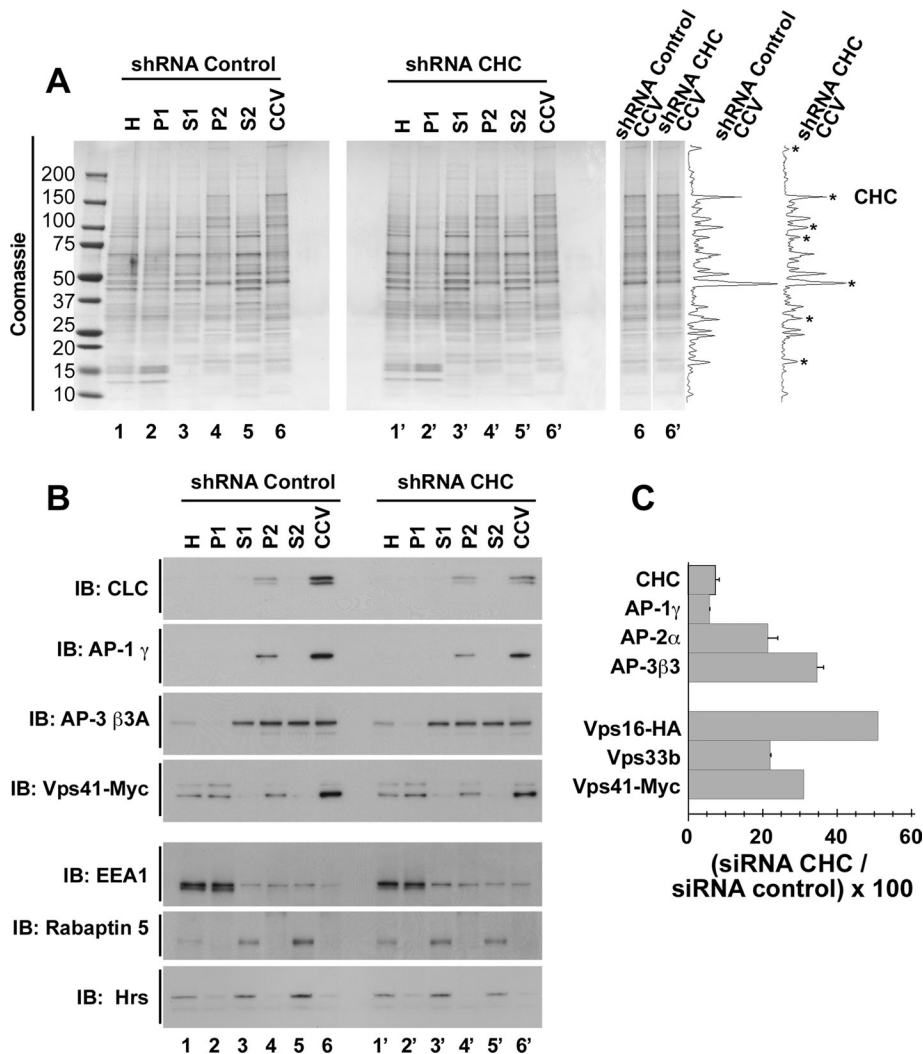 A
shRNA Control
H P1 S1 P2 S2 CCV
shRNA CHC
H P1 S1 P2 S2 CCV
shRNA Control
CCV
shRNA CHC
CCV
shRNA Control
CCV
shRNA CHC
CCV
Coomassie
200
150
100
75
50
37
25
20
15
10
*
* CHC
*
*
*
*
*
1 2 3 4 5 6
1’ 2’ 3’ 4’ 5’ 6’
6 6’
B
shRNA Control
H P1 S1 P2 S2 CCV
shRNA CHC
H P1 S1 P2 S2 CCV
IB: CLC
IB: AP-1 γ
IB: AP-3 β3A
IB: Vps41-Myc
IB: EEA1
IB: Rabaptin 5
IB: Hrs
1 2 3 4 5 6
1’ 2’ 3’ 4’ 5’ 6’
C
CHC
AP-1γ
AP-2α
AP-3β3
Vps16-HA
Vps33b
Vps41-Myc
0 20 40 60
(siRNA CHC /
siRNA control) x 100